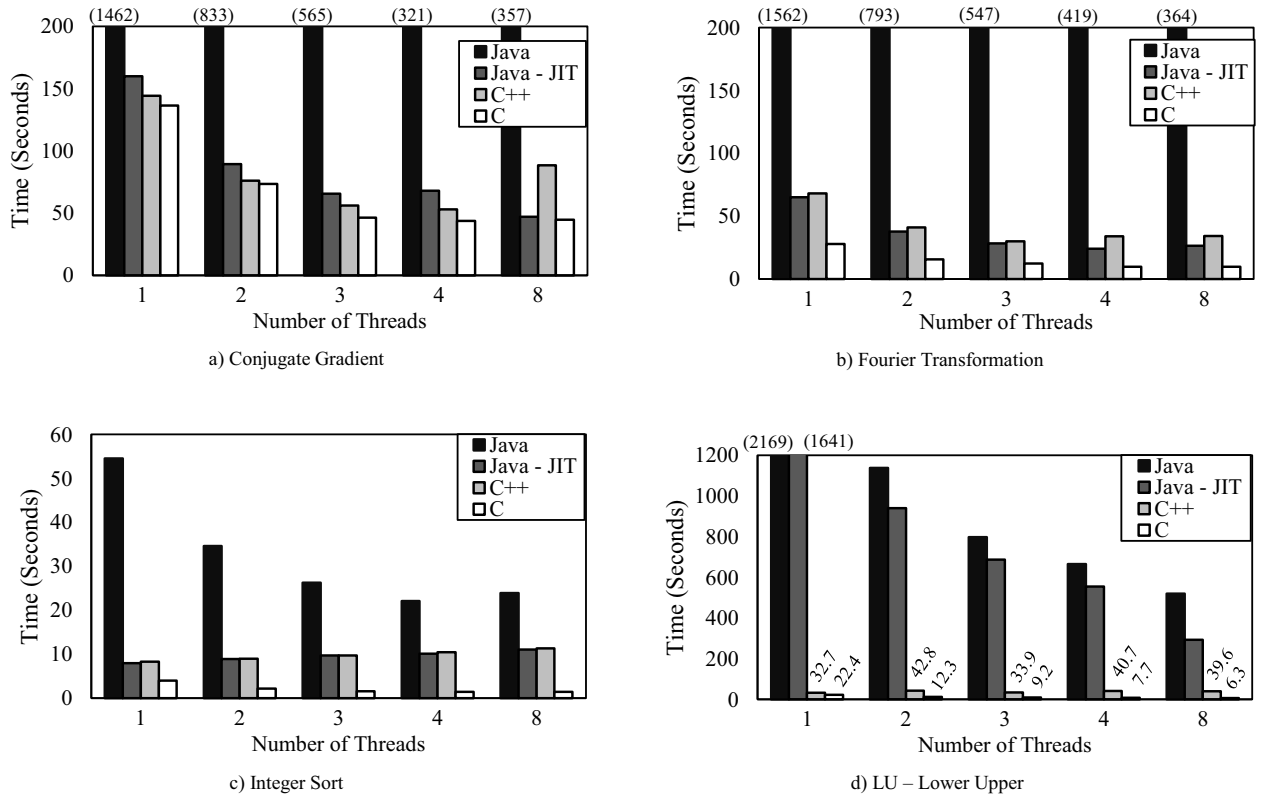 (1462) (833) (565) (321) (357)
200
150
100
50
0
Time (Seconds)
Java
Java - JIT
C++
C
1 2 3 4 8
Number of Threads
a) Conjugate Gradient
(1562) (793) (547) (419) (364)
200
150
100
50
0
Time (Seconds)
Java
Java - JIT
C++
C
1 2 3 4 8
Number of Threads
b) Fourier Transformation
60
50
40
30
20
10
0
Time (Seconds)
Java
Java - JIT
C++
C
1 2 3 4 8
Number of Threads
c) Integer Sort
(2169) (1641)
1200
1000
800
600
400
200
0
Time (Seconds)
Java
Java - JIT
C++
C
32.7 22.4 42.8 12.3 33.9 9.2 40.7 7.7 39.6 6.3
1 2 3 4 8
Number of Threads
d) LU – Lower Upper